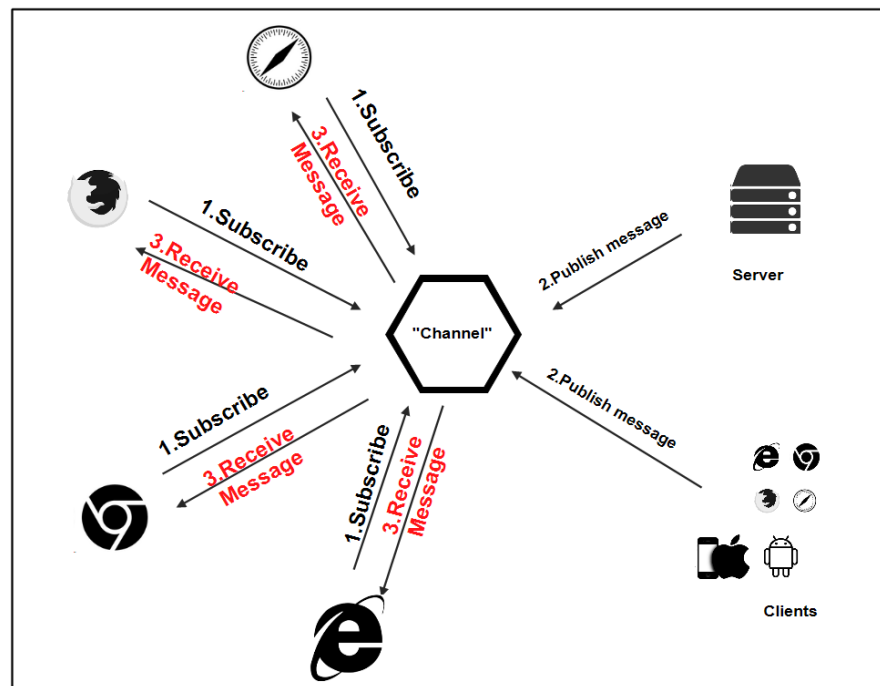 1.Subscribe
3.Receive
Message
1.Subscribe
3.Receive
Message
2.Publish message
Server
"Channel"
1.Subscribe
3.Receive
Message
2.Publish message
1.Subscribe
3.Receive
Message
Clients